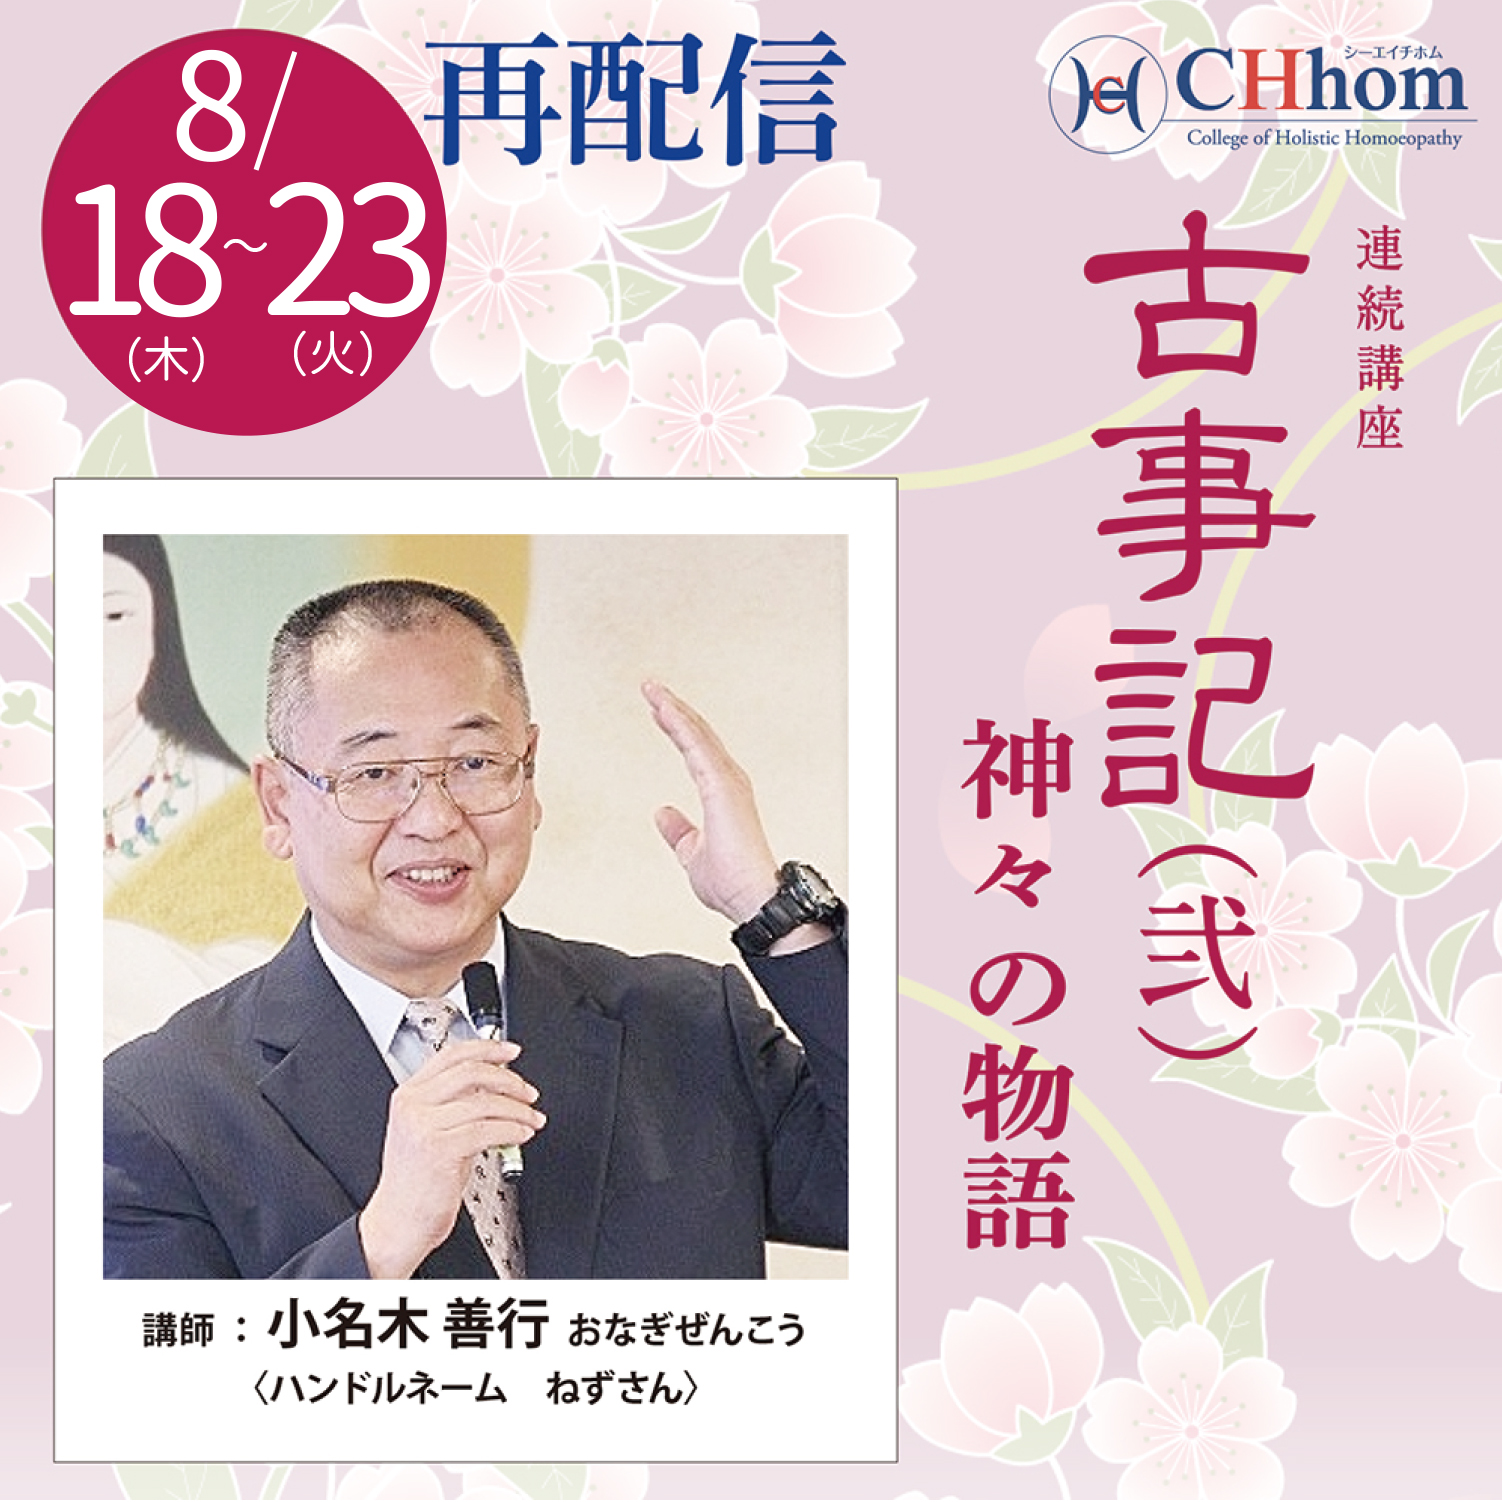 8/
18～23
（木）
（火）
再配信
シーエイチホム
CHhom
College of Holistic Homoeopathy
連続講座
古事記（弐）
神々の物語
講師 ： 小名木 善行 おなぎぜんこう
〈ハンドルネーム　ねずさん〉